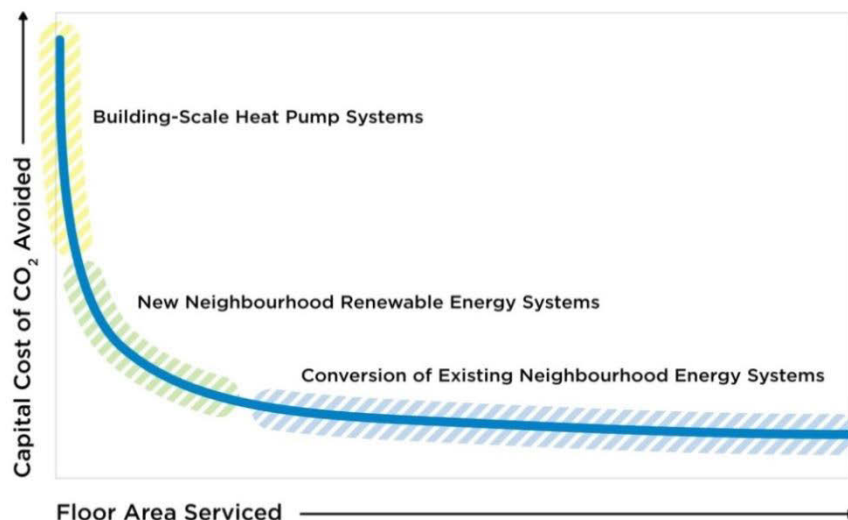 Capital Cost of CO₂ Avoided
Building-Scale Heat Pump Systems
New Neighbourhood Renewable Energy Systems
Conversion of Existing Neighbourhood Energy Systems
Floor Area Serviced